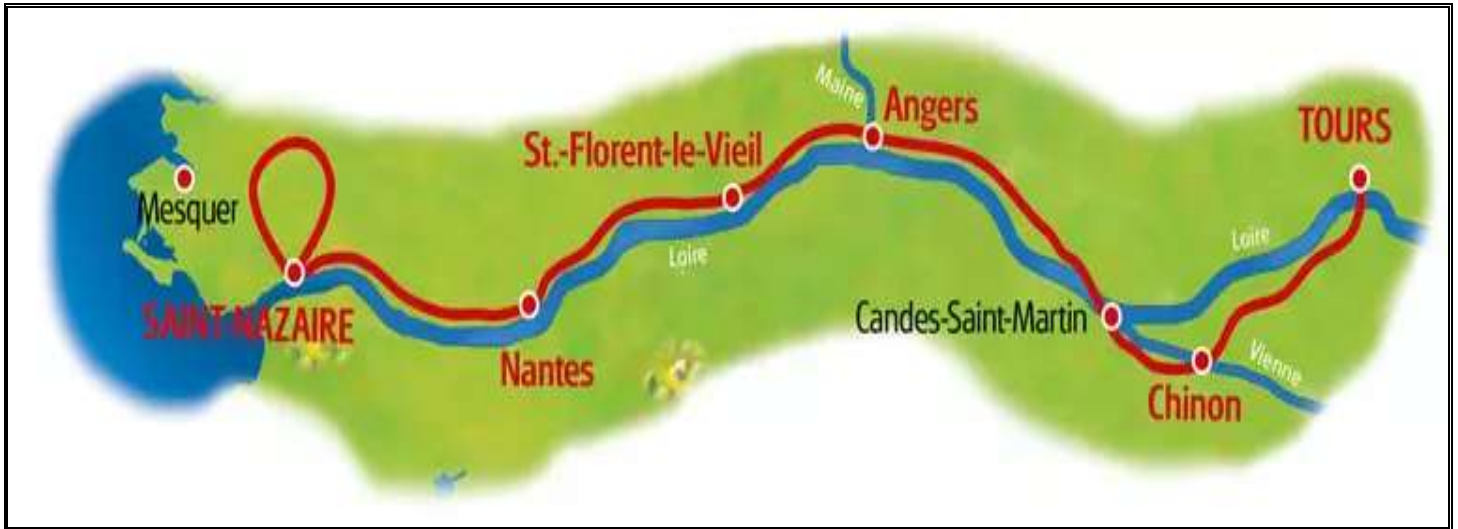 Maine
Angers
TOURS
St.-Florent-le-Vieil
Mesquer
Loire
Loire
SAINT-NAZAIRE
Candes-Saint-Martin
Vienne
Nantes
Chinon